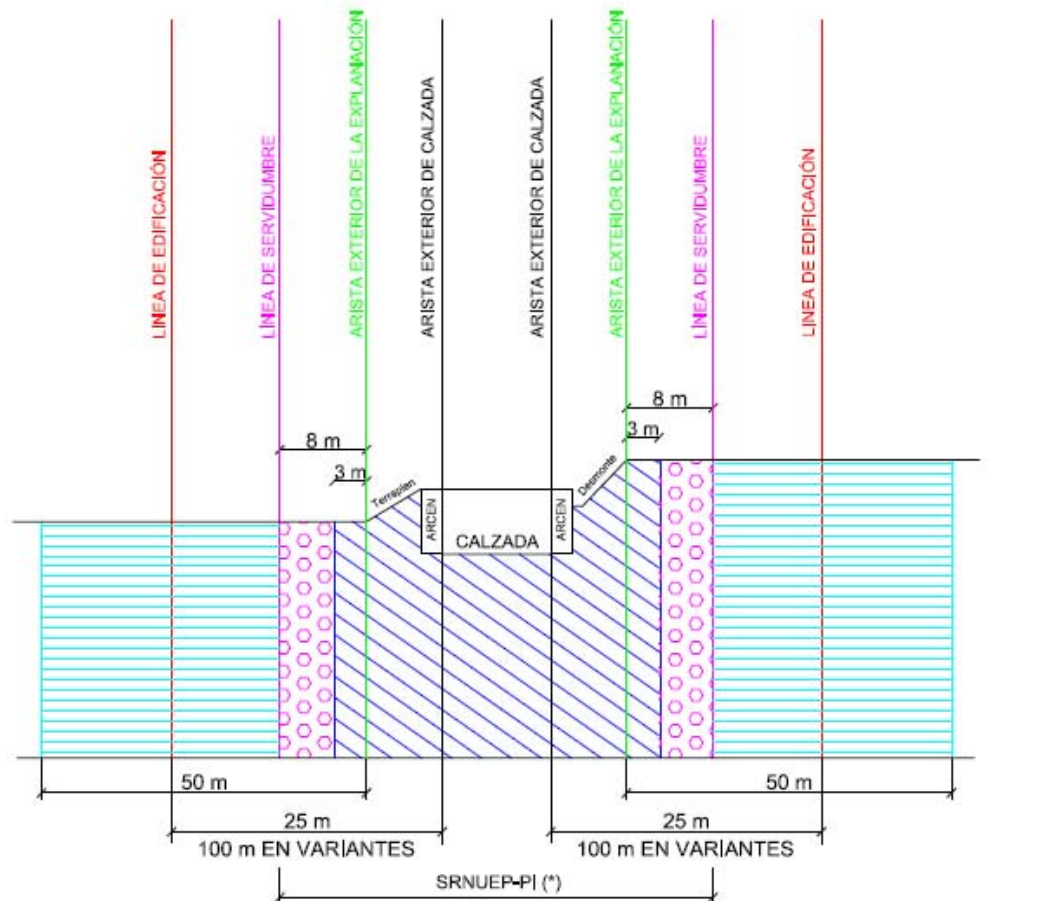 LINEA DE EDIFICACIÓN
LÍNEA DE SERVIDUMBRE
ARISTA EXTERIOR DE LA EXPLANACIÓN
ARISTA EXTERIOR DE CALZADA
ARISTA EXTERIOR DE CALZADA
ARISTA EXTERIOR DE LA EXPLANACIÓN
LÍNEA DE SERVIDUMBRE
LINEA DE EDIFICACIÓN
8 m
3 m
8 m
3 m
Terraplen
Desmonte
ARCEN
CALZADA
ARCEN
50 m
50 m
25 m
100 m EN VARIANTES
25 m
100 m EN VARIANTES
SRNUEP-PI (*)